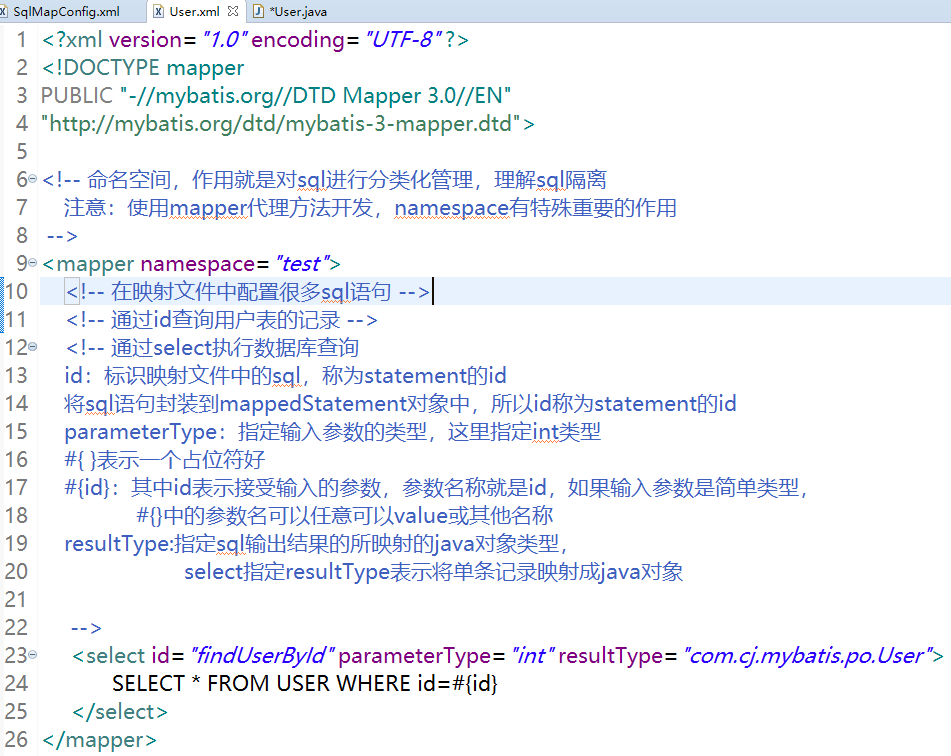 SqlMapConfig.xml User.xml *User.java
1 <?xml version="1.0" encoding="UTF-8"?>
2 <!DOCTYPE mapper
3 PUBLIC "-//mybatis.org//DTD Mapper 3.0//EN"
4 "http://mybatis.org/dtd/mybatis-3-mapper.dtd">
5
6 <!-- 命名空间，作用就是对sql进行分类化管理，理解sql隔离
7 注意：使用mapper代理方法开发，namespace有特殊重要的作用
8 -->
9 <mapper namespace="test">
10 <!-- 在映射文件中配置很多sql语句 -->
11 <!-- 通过id查询用户表的记录 -->
12 <!-- 通过select执行数据库查询
13 id：标识映射文件中的sql，称为statement的id
14 将sql语句封装到mappedStatement对象中，所以id称为statement的id
15 parameterType：指定输入参数的类型，这里指定int类型
16 #{ }表示一个占位符好
17 #{id}：其中id表示接受输入的参数，参数名称就是id，如果输入参数是简单类型，
18 #{}中的参数名可以任意可以value或其他名称
19 resultType:指定sql输出结果的所映射的java对象类型，
20 select指定resultType表示将单条记录映射成java对象
21
22 -->
23 <select id="findUserById" parameterType="int" resultType="com.cj.mybatis.po.User">
24 SELECT * FROM USER WHERE id=#{id}
25 </select>
26 </mapper>